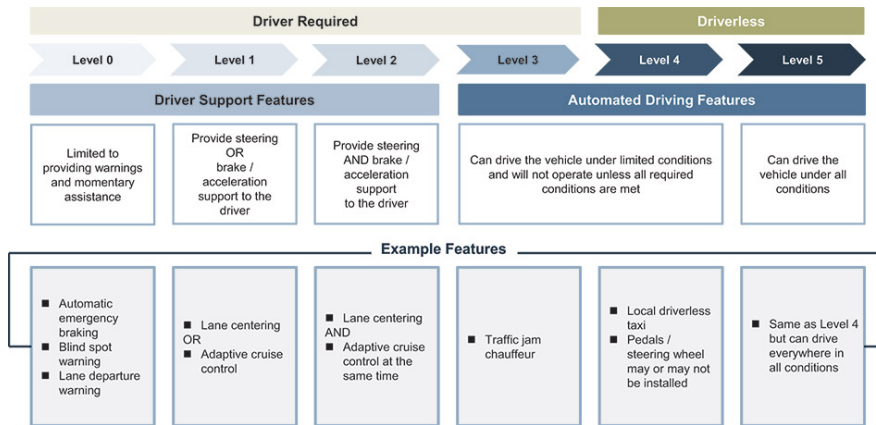 Driver Required
Driverless
Level 0
Level 1
Level 2
Level 3
Level 4
Level 5
Driver Support Features
Automated Driving Features
Limited to
providing warnings
and momentary
assistance
Provide steering
OR
brake /
acceleration
support to the
driver
Provide steering
AND brake /
acceleration
support
to the driver
Can drive the vehicle under limited conditions
and will not operate unless all required
conditions are met
Can drive the
vehicle under all
conditions
Example Features
■ Automatic
emergency
braking
■ Blind spot
warning
■ Lane departure
warning
■ Lane centering
OR
■ Adaptive cruise
control
■ Lane centering
AND
■ Adaptive cruise
control at the
same time
■ Traffic jam
chauffeur
■ Local driverless
taxi
■ Pedals /
steering wheel
may or may not
be installed
■ Same as Level 4
but can drive
everywhere in
all conditions